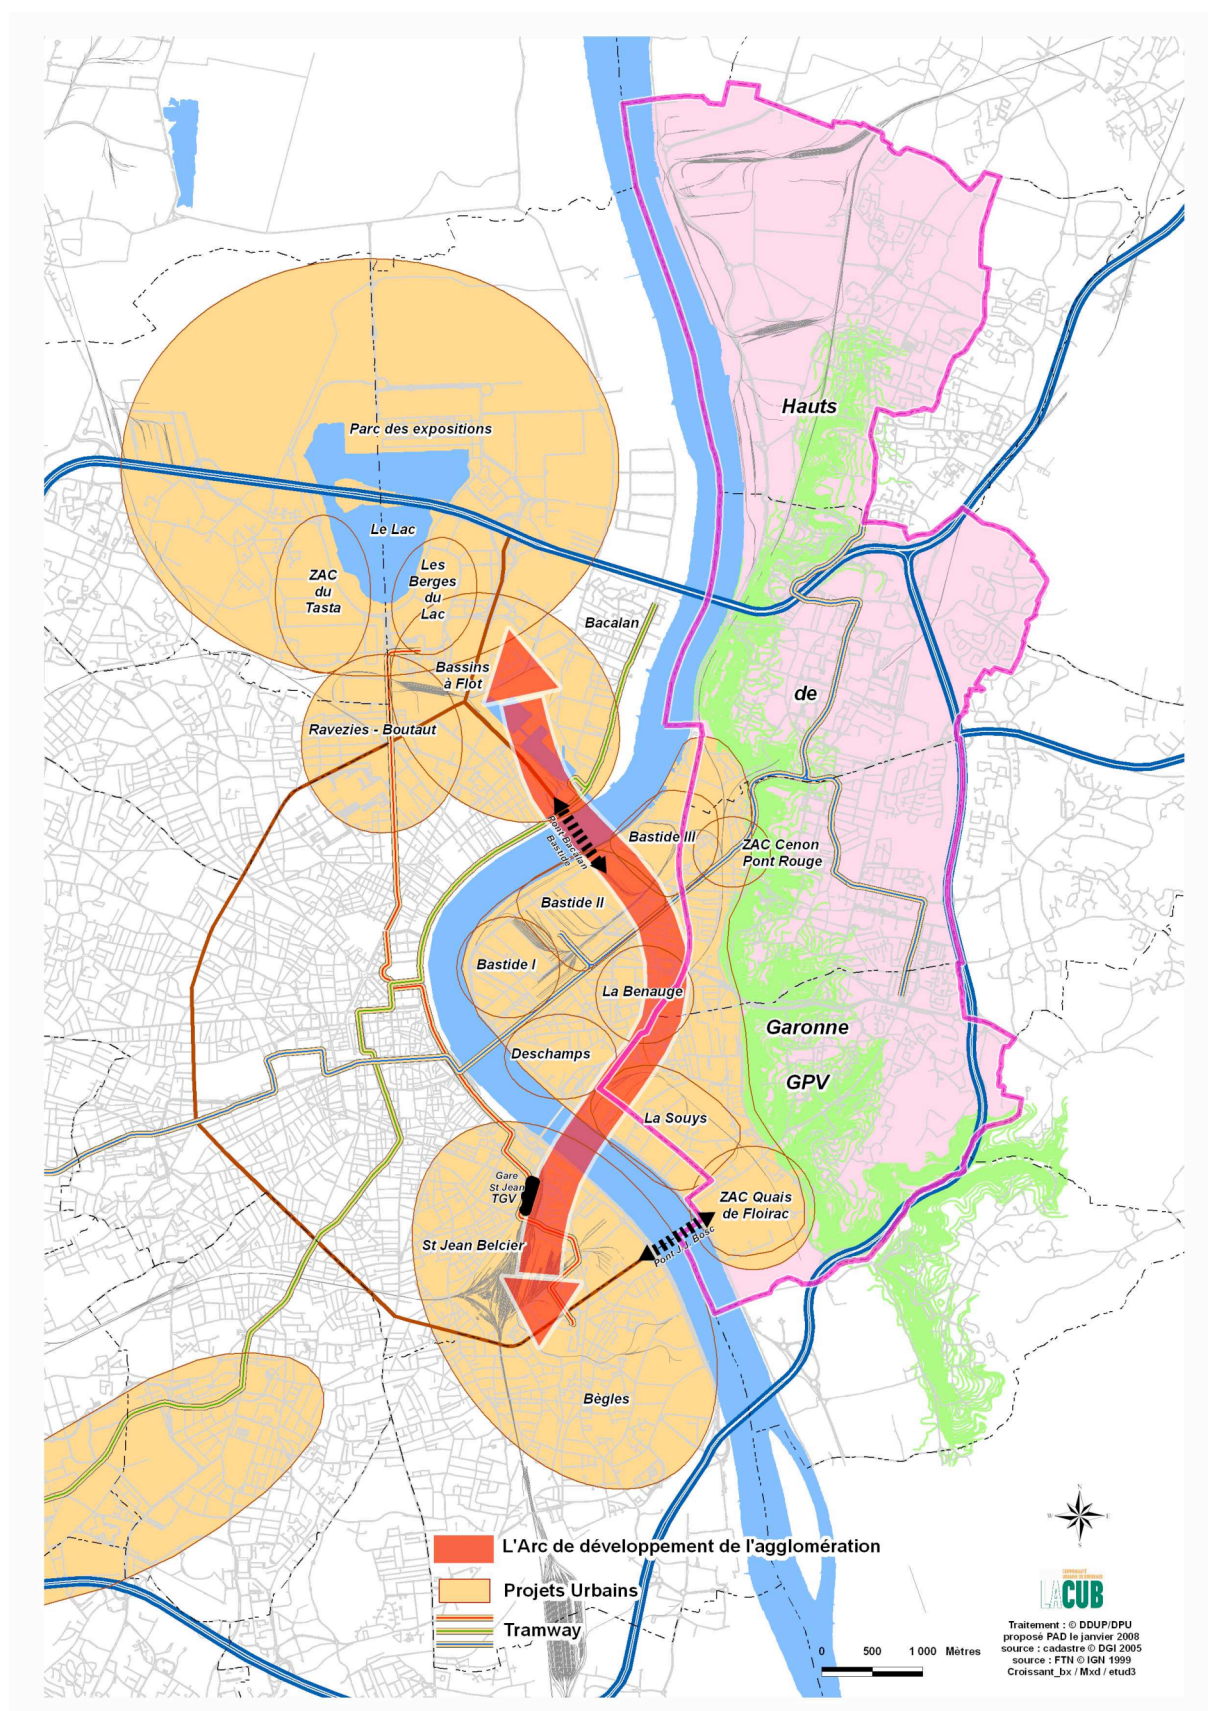 Hauts
Parc des expositions
Le Lac
ZAC
du
Tasta
Les
Berges
du
Lac
Bacalan
Bassins
à Flot
de
Ravezies - Boutaut
Pont Bacalan
Bastide
Bastide III
ZAC Cenon
Pont Rouge
Bastide II
Bastide I
La Benauge
Garonne
Deschamps
GPV
La Souys
Gare
St Jean
TGV
ZAC Quais
de Floirac
St Jean Belcier
Pont J.J. Bosc
Bègles
N
W
E
S
L'Arc de développement de l'agglomération
Projets Urbains
Tramway
LACUB
Traitement : © DDUP/DPU
proposé PAD le janvier 2008
source : cadastre © DGI 2005
source : FTN © IGN 1999
Croissant_bx / Mxd / etud3
0 500 1 000 Mètres